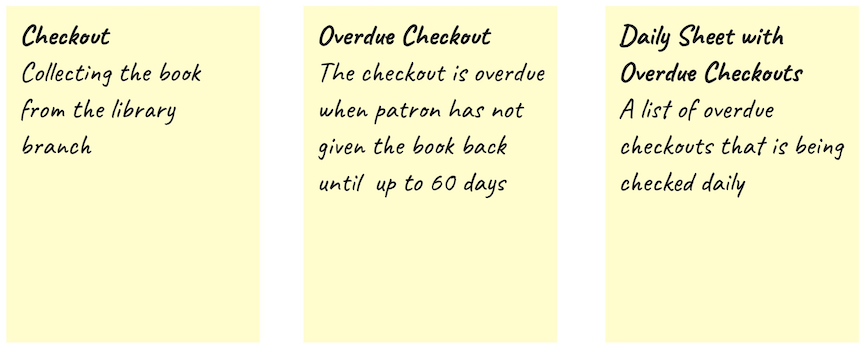 Checkout
Collecting the book
from the library
branch
Overdue Checkout
The checkout is overdue
when patron has not
given the book back
until up to 60 days
Daily Sheet with
Overdue Checkouts
A list of overdue
checkouts that is being
checked daily